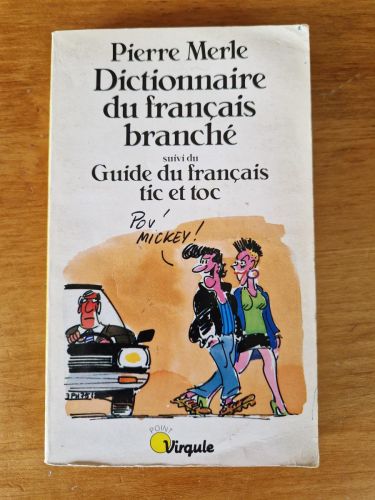 Pierre Merle
Dictionnaire
du français
branché
suivi du
Guide du français
tic et toc
POV'
MICKEY!
POINT
Virgule